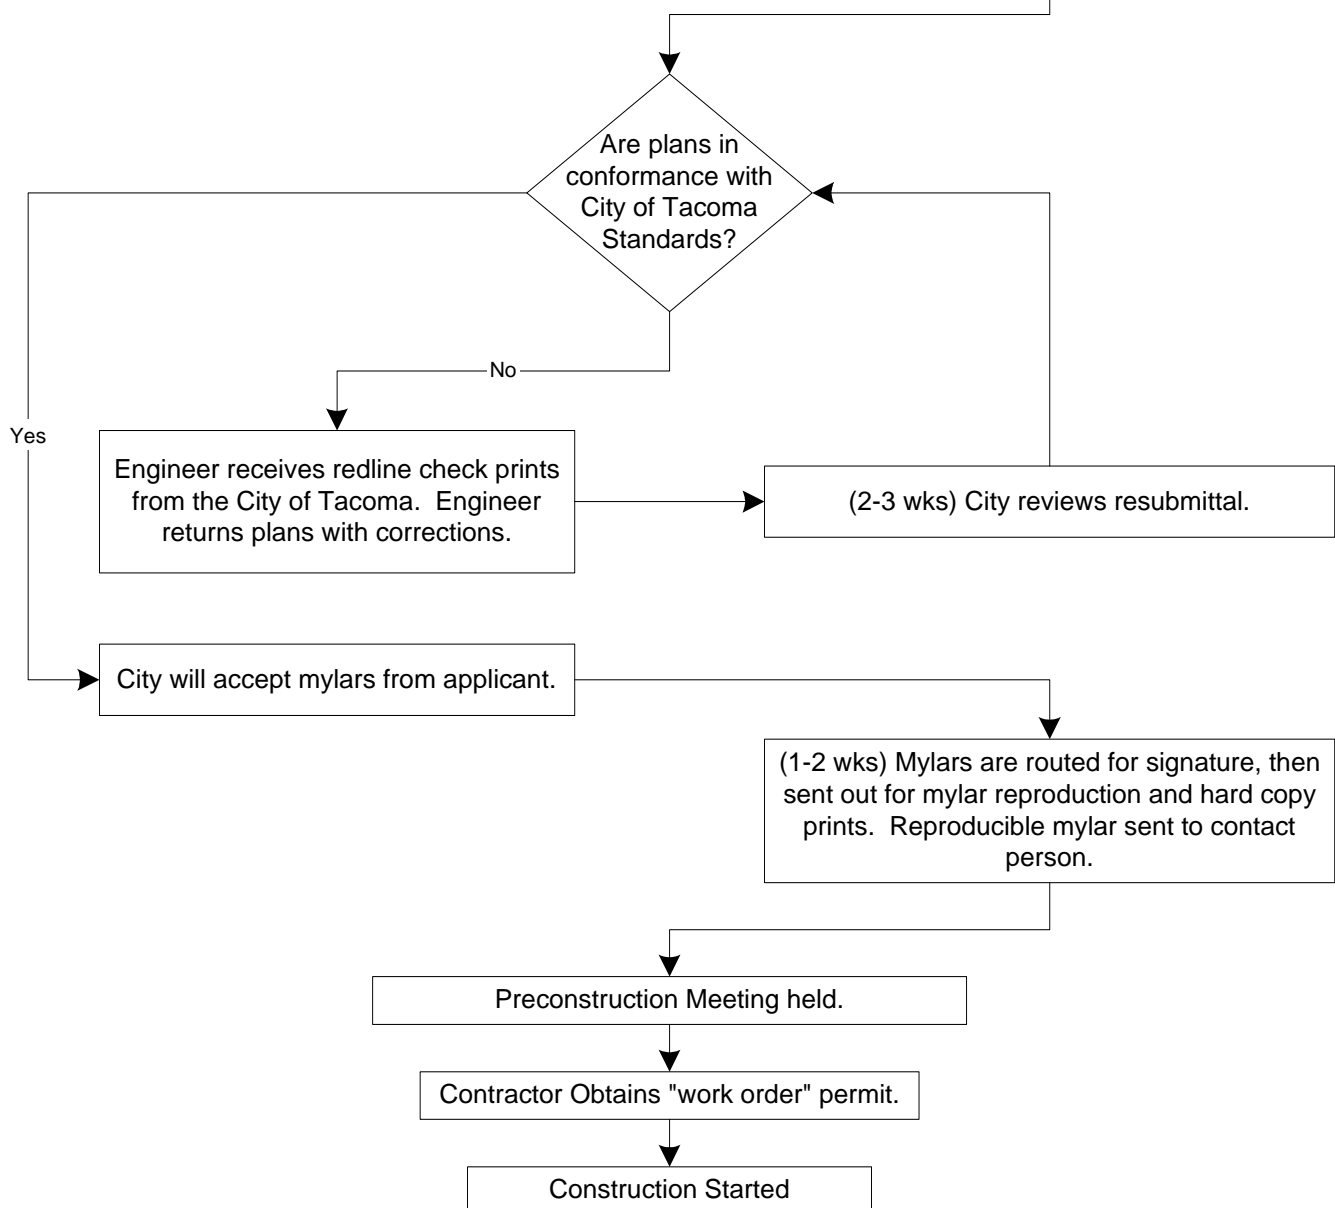 Are plans in
conformance with
City of Tacoma
Standards?
No
Yes
Engineer receives redline check prints
from the City of Tacoma.  Engineer
returns plans with corrections.
(2-3 wks) City reviews resubmittal.
City will accept mylars from applicant.
(1-2 wks) Mylars are routed for signature, then
sent out for mylar reproduction and hard copy
prints.  Reproducible mylar sent to contact
person.
Preconstruction Meeting held.
Contractor Obtains "work order" permit.
Construction Started